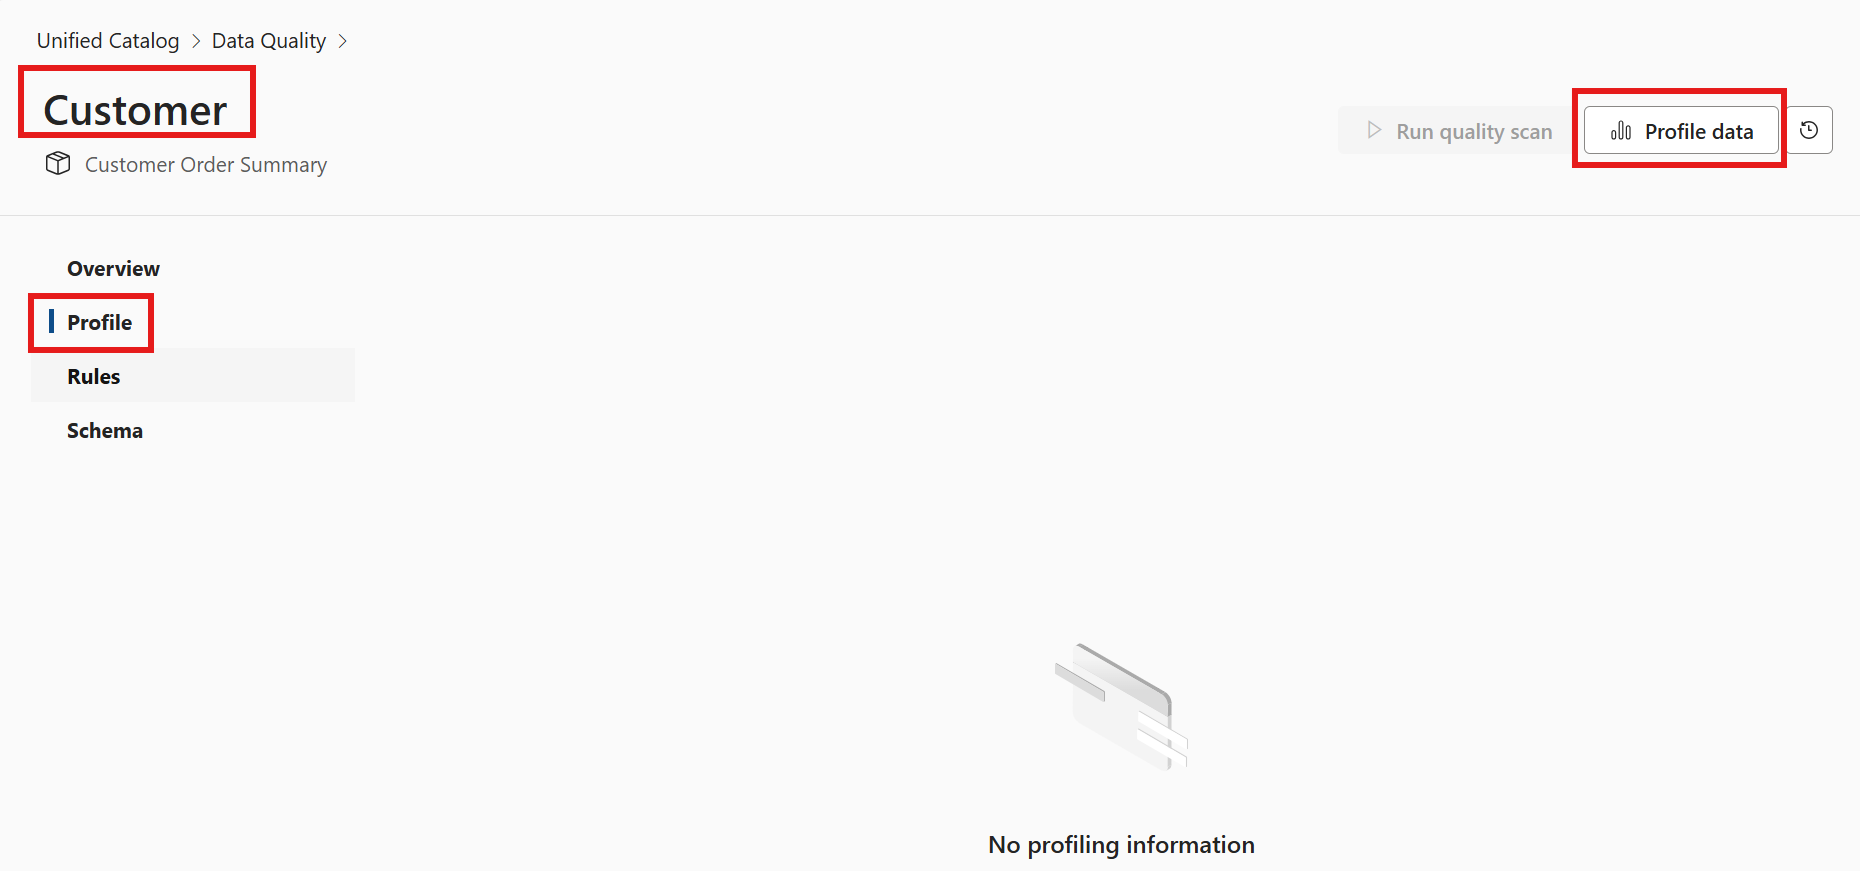 Unified Catalog > Data Quality >
Customer
Customer Order Summary
Run quality scan
Profile data
Overview
Profile
Rules
Schema
No profiling information